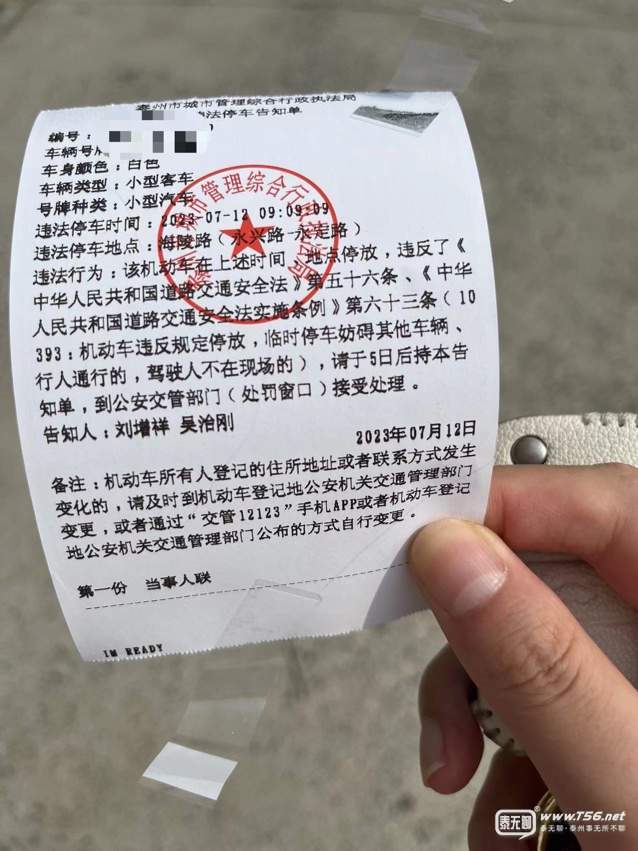 泰州市城市管理综合行政执法局
法停车告知单
编号：
车辆号
车身颜色：白色
车辆类型：小型客车
号牌种类：小型汽车
违法停车时间：2023-07-12 09:09:09
违法停车地点：海陵路（永兴路-永定路）
违法行为：该机动车在上述时间、地点停放，违反了《
中华人民共和国道路交通安全法》第五十六条、《中华
人民共和国道路交通安全法实施条例》第六十三条（10
393：机动车违反规定停放，临时停车妨碍其他车辆、
行人通行的，驾驶人不在现场的），请于5日后持本告
知单，到公安交管部门（处罚窗口）接受处理。
告知人：刘增祥 吴治刚
2023年07月12日
备注：机动车所有人登记的住所地址或者联系方式发生
变化的，请及时到机动车登记地公安机关交通管理部门
变更，或者通过“交管12123”手机APP或者机动车登记
地公安机关交通管理部门公布的方式自行变更。
第一份 当事人联
IM READY
泰无聊 www.T56.net
泰无聊·泰州事无所不聊